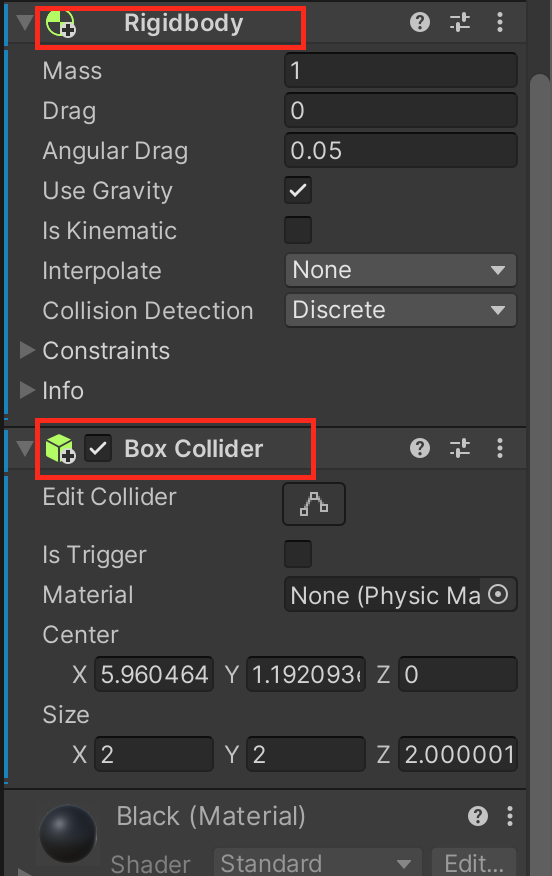 Rigidbody
Mass 1
Drag 0
Angular Drag 0.05
Use Gravity
Is Kinematic
Interpolate None
Collision Detection Discrete
Constraints
Info
Box Collider
Edit Collider
Is Trigger
Material None (Physic Ma
Center
X 5.960464 Y 1.192093e Z 0
Size
X 2 Y 2 Z 2.000001
Black (Material)
Shader Standard Edit...